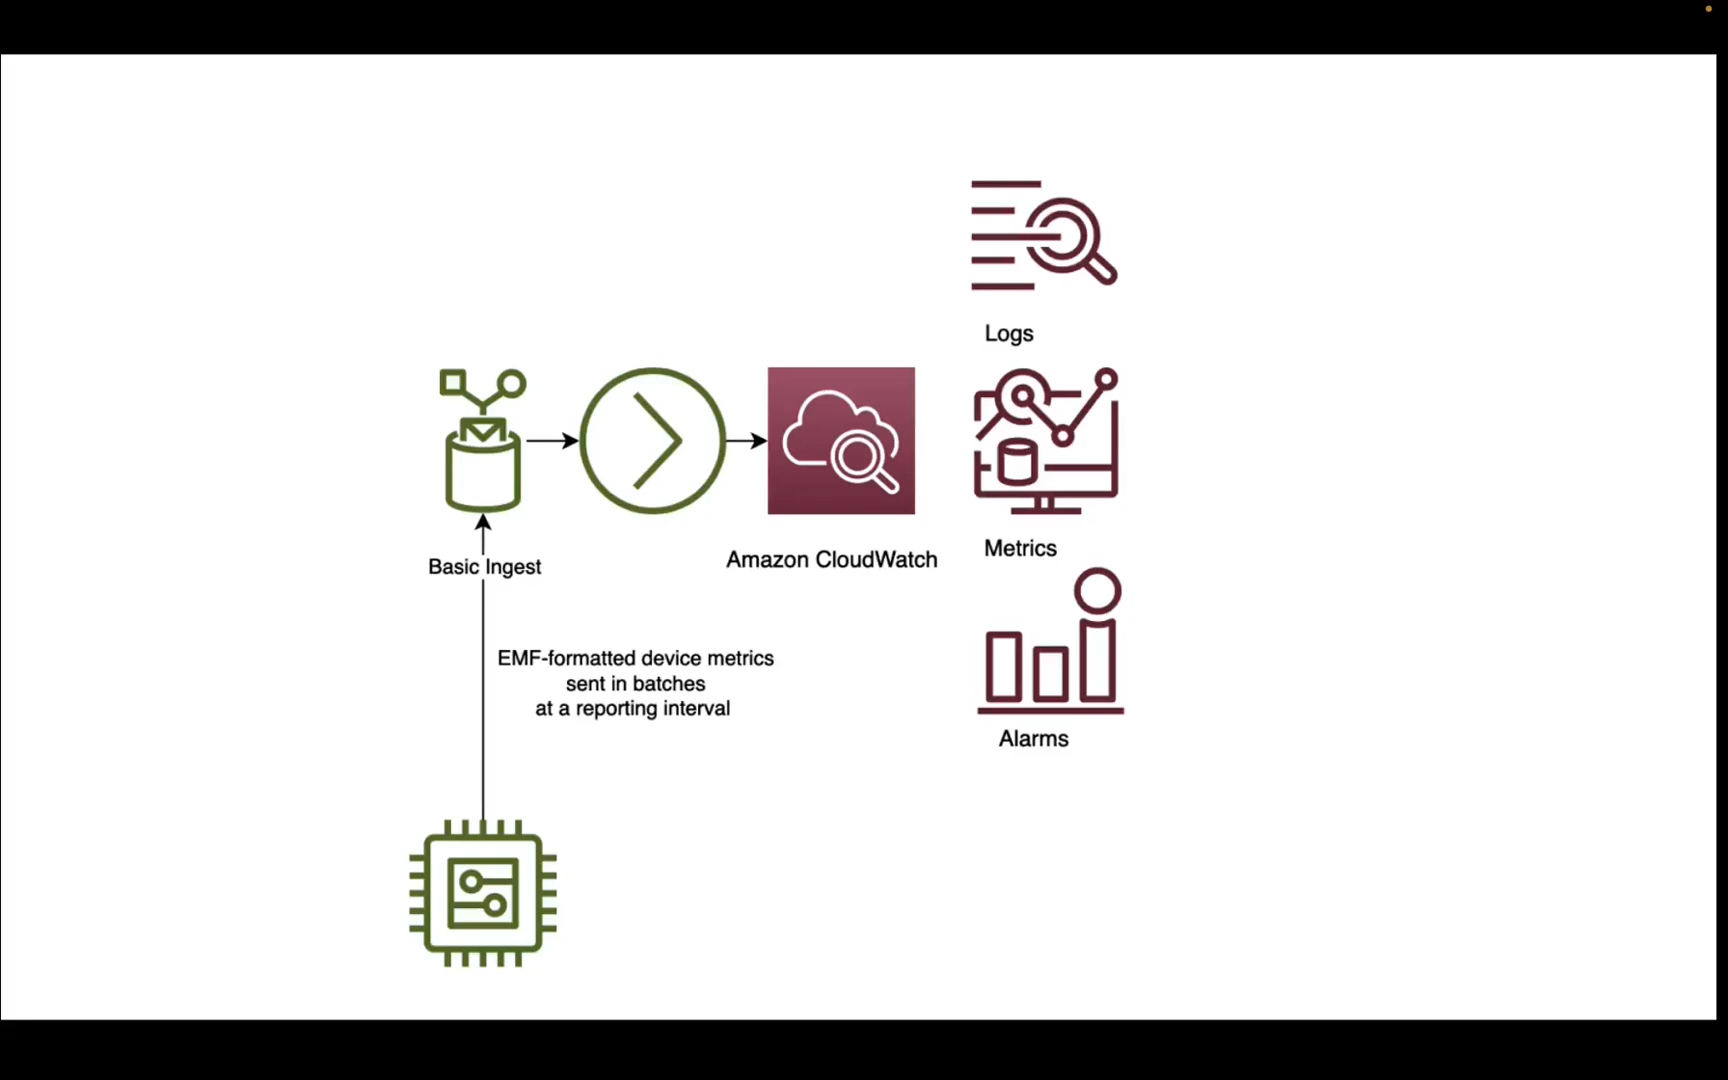 Logs
Basic Ingest
Amazon CloudWatch
Metrics
EMF-formatted device metrics
sent in batches
at a reporting interval
Alarms